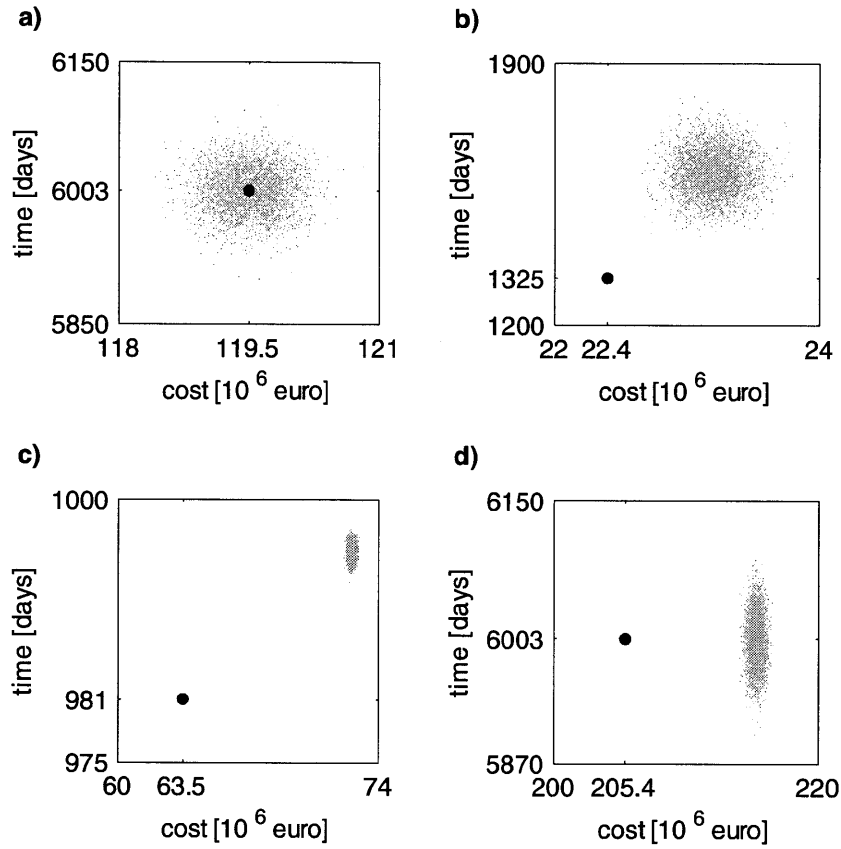 a)
6150
6003
5850
time [days]
118 119.5 121
cost [10 6 euro]
b)
1900
1325
1200
time [days]
22 22.4 24
cost [10 6 euro]
c)
1000
981
975
time [days]
60 63.5 74
cost [10 6 euro]
d)
6150
6003
5870
time [days]
200 205.4 220
cost [10 6 euro]